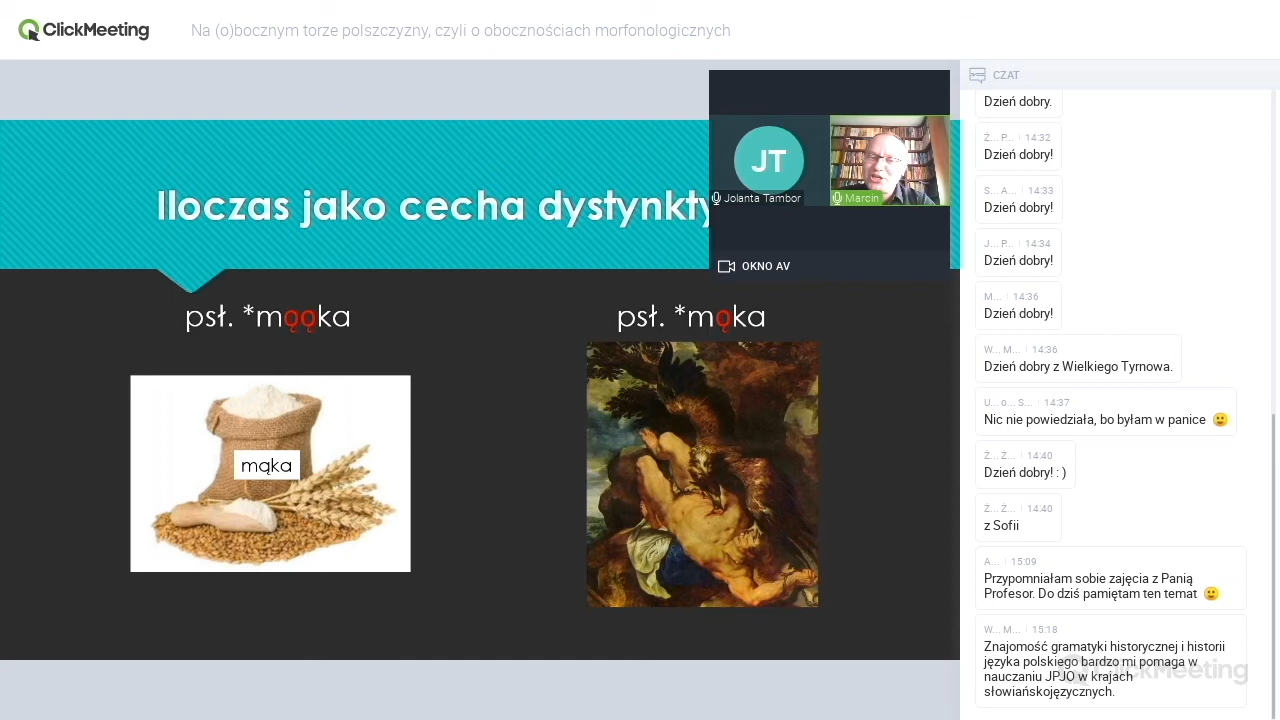 ClickMeeting
Na (o)bocznym torze polszczyzny, czyli o obocznościach morfonologicznych
Iloczas jako cecha dystynkty
psł. *mǫǫka
psł. *mǫka
mąka
JT
Jolanta Tambor
Marcin
OKNO AV
CZAT
Dzień dobry.
Ż... P... 14:32
Dzień dobry!
S... A... 14:33
Dzień dobry!
J... P... 14:34
Dzień dobry!
M... 14:36
Dzień dobry!
W... M... 14:36
Dzień dobry z Wielkiego Tyrnowa.
U... o... S... 14:37
Nic nie powiedziała, bo byłam w panice
Ż... Ż... 14:40
Dzień dobry! : )
Ż... Ż... 14:40
z Sofii
A... 15:09
Przypomniałam sobie zajęcia z Panią
Profesor. Do dziś pamiętam ten temat
W... M... 15:18
Znajomość gramatyki historycznej i historii
języka polskiego bardzo mi pomaga w
nauczaniu JPJO w krajach
słowiańskojęzycznych.
ClickMeeting